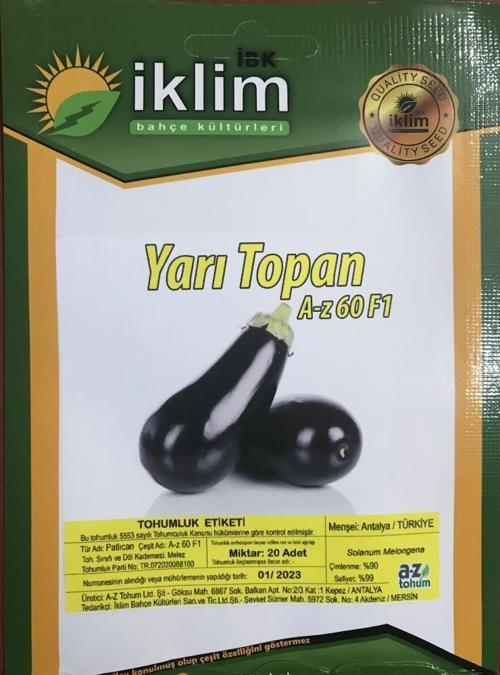 İBK
iklim
bahçe kültürleri
QUALITY SEED
iklim
QUALITY SEED
Yarı Topan
A-z 60 F1
TOHUMLUK ETİKETİ
Bu tohumluk 5553 sayılı Tohumculuk Kanunu hükümlerine göre kontrol edilmiştir.
Menşei: Antalya / TÜRKİYE
Tür Adı: Patlıcan Çeşit Adı: A-z 60 F1
Toh. Sınıfı ve Döl Kademesi: Melez
Tohumluk Parti No: TR.072020088160
Miktar: 20 Adet
Solanum Melongena
Çimlenme: %90
Safiyet: %99
a-z
tohum
Numunesinin alındığı veya mühürlemenin yapıldığı tarih: 01/ 2023
Üretici: A-Z Tohum Ltd. Şti - Göksu Mah. 6867 Sok. Balkan Apt. No:2/3 Kat :1 Kepez / ANTALYA
Tedarikçi: İklim Bahçe Kültürleri San.ve Tic.Ltd.Şti.- Şevket Sümer Mah. 5972 Sok. No: 4 Akdeniz / MERSİN
konulmuş olup çeşit özelliğini göstermez